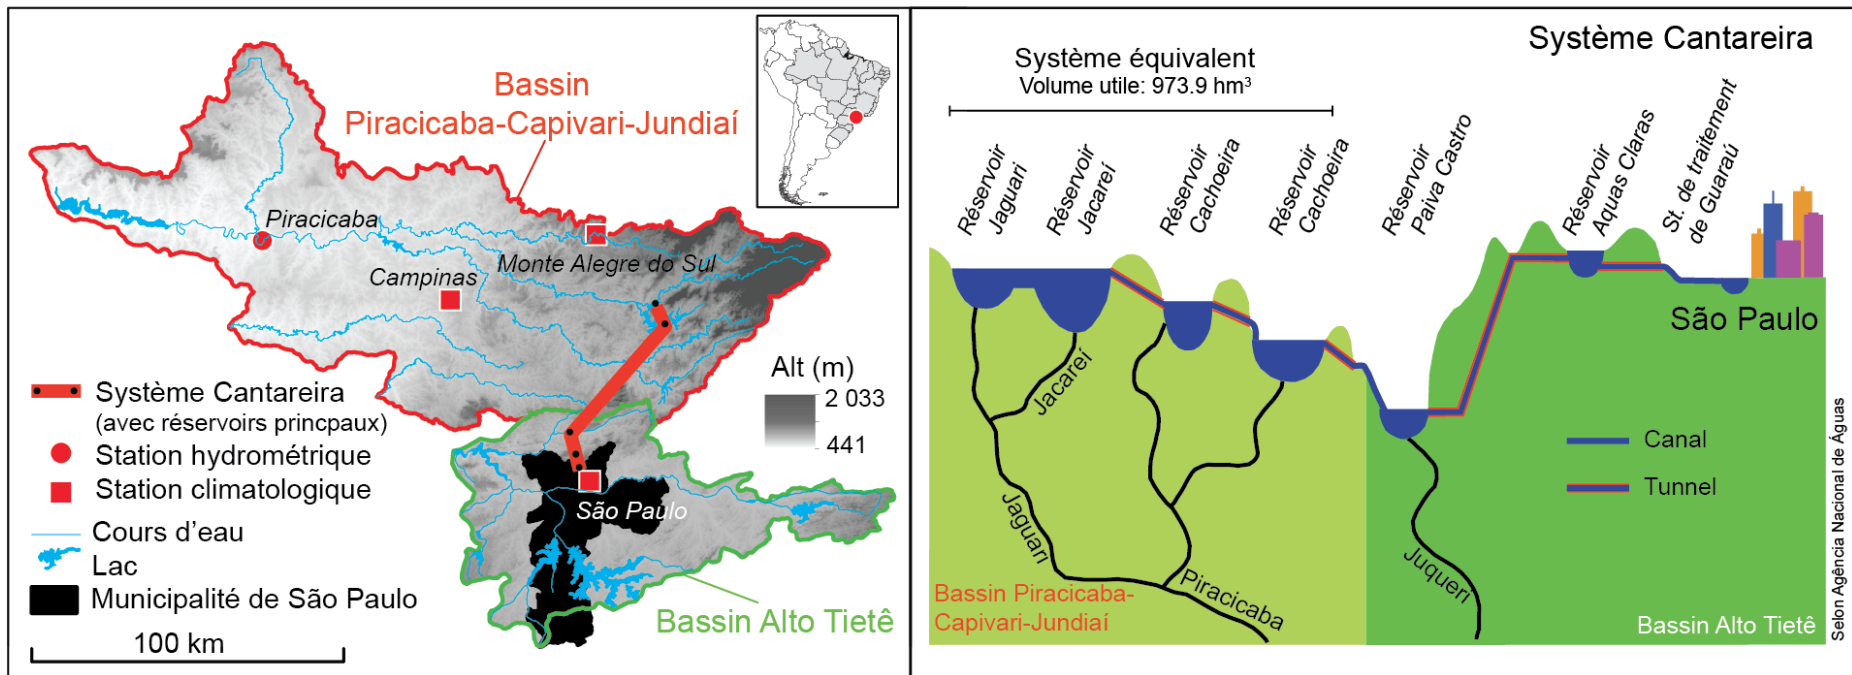 Bassin
Piracicaba-Capivari-Jundiaí
Piracicaba
Monte Alegre do Sul
Campinas
Alt (m)
2 033
441
Système Cantareira
(avec réservoirs princpaux)
Station hydrométrique
Station climatologique
Cours d'eau
Lac
Municipalité de São Paulo
100 km
São Paulo
Bassin Alto Tietê
Système Cantareira
Système équivalent
Volume utile: 973.9 hm³
Réservoir
Jaguari
Réservoir
Jacareí
Réservoir
Cachoeira
Réservoir
Cachoeira
Réservoir
Paiva Castro
Réservoir
Aquas Claras
St. de traitement
de Guaraú
São Paulo
Jacareí
Jaguari
Piracicaba
Juqueri
Canal
Tunnel
Bassin Piracicaba-
Capivari-Jundiaí
Bassin Alto Tietê
Selon Agência Nacional de Águas